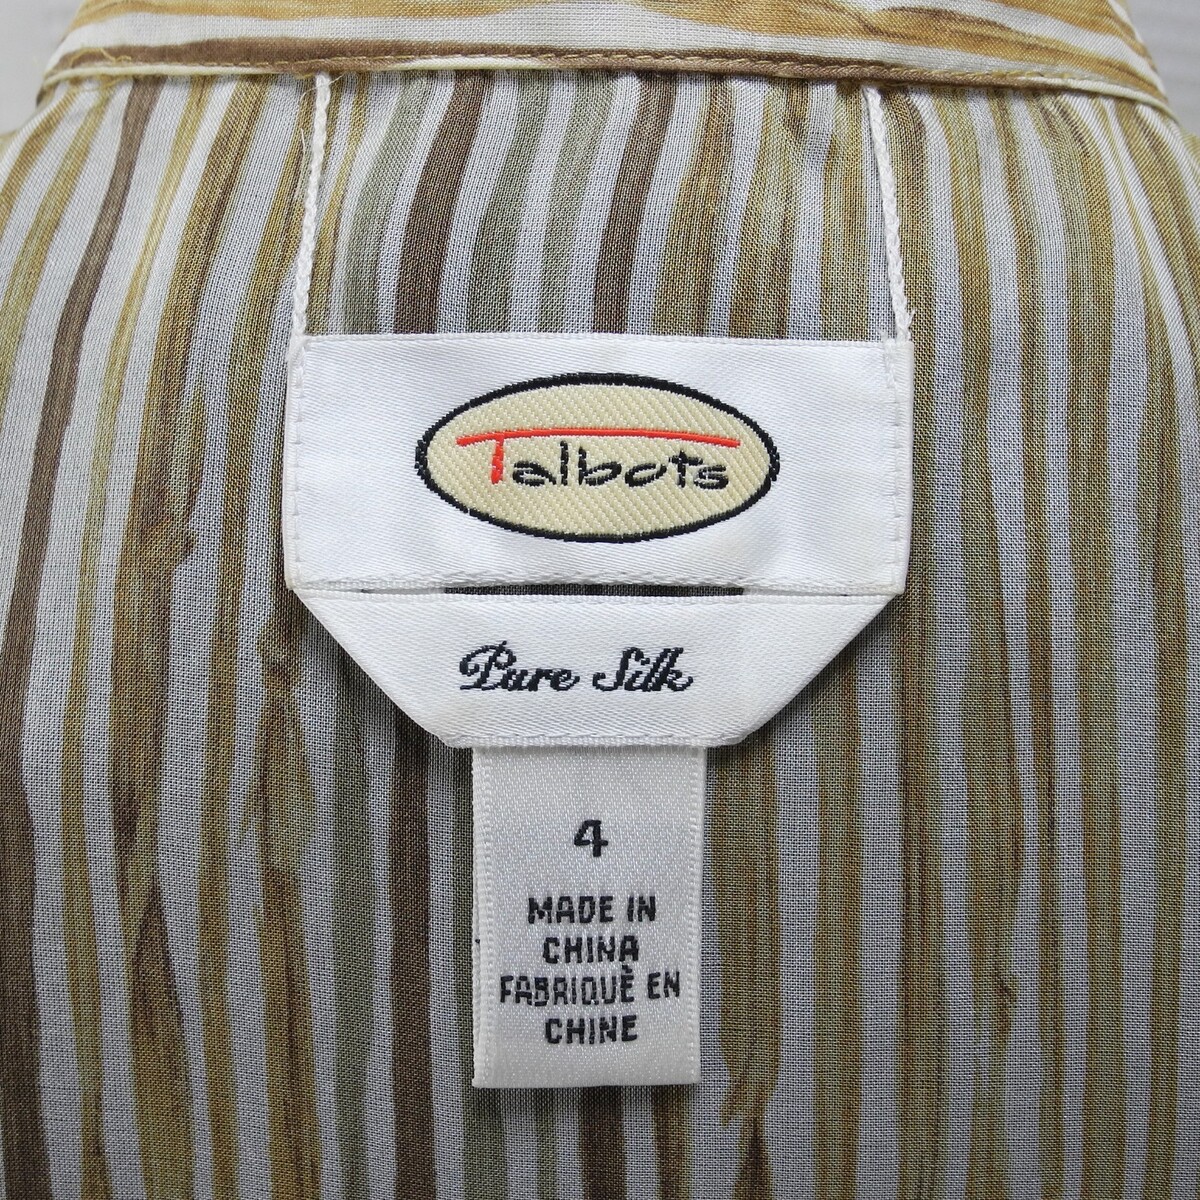 Talbots
Pure Silk
4
MADE IN
CHINA
FABRIQUÈ EN
CHINE